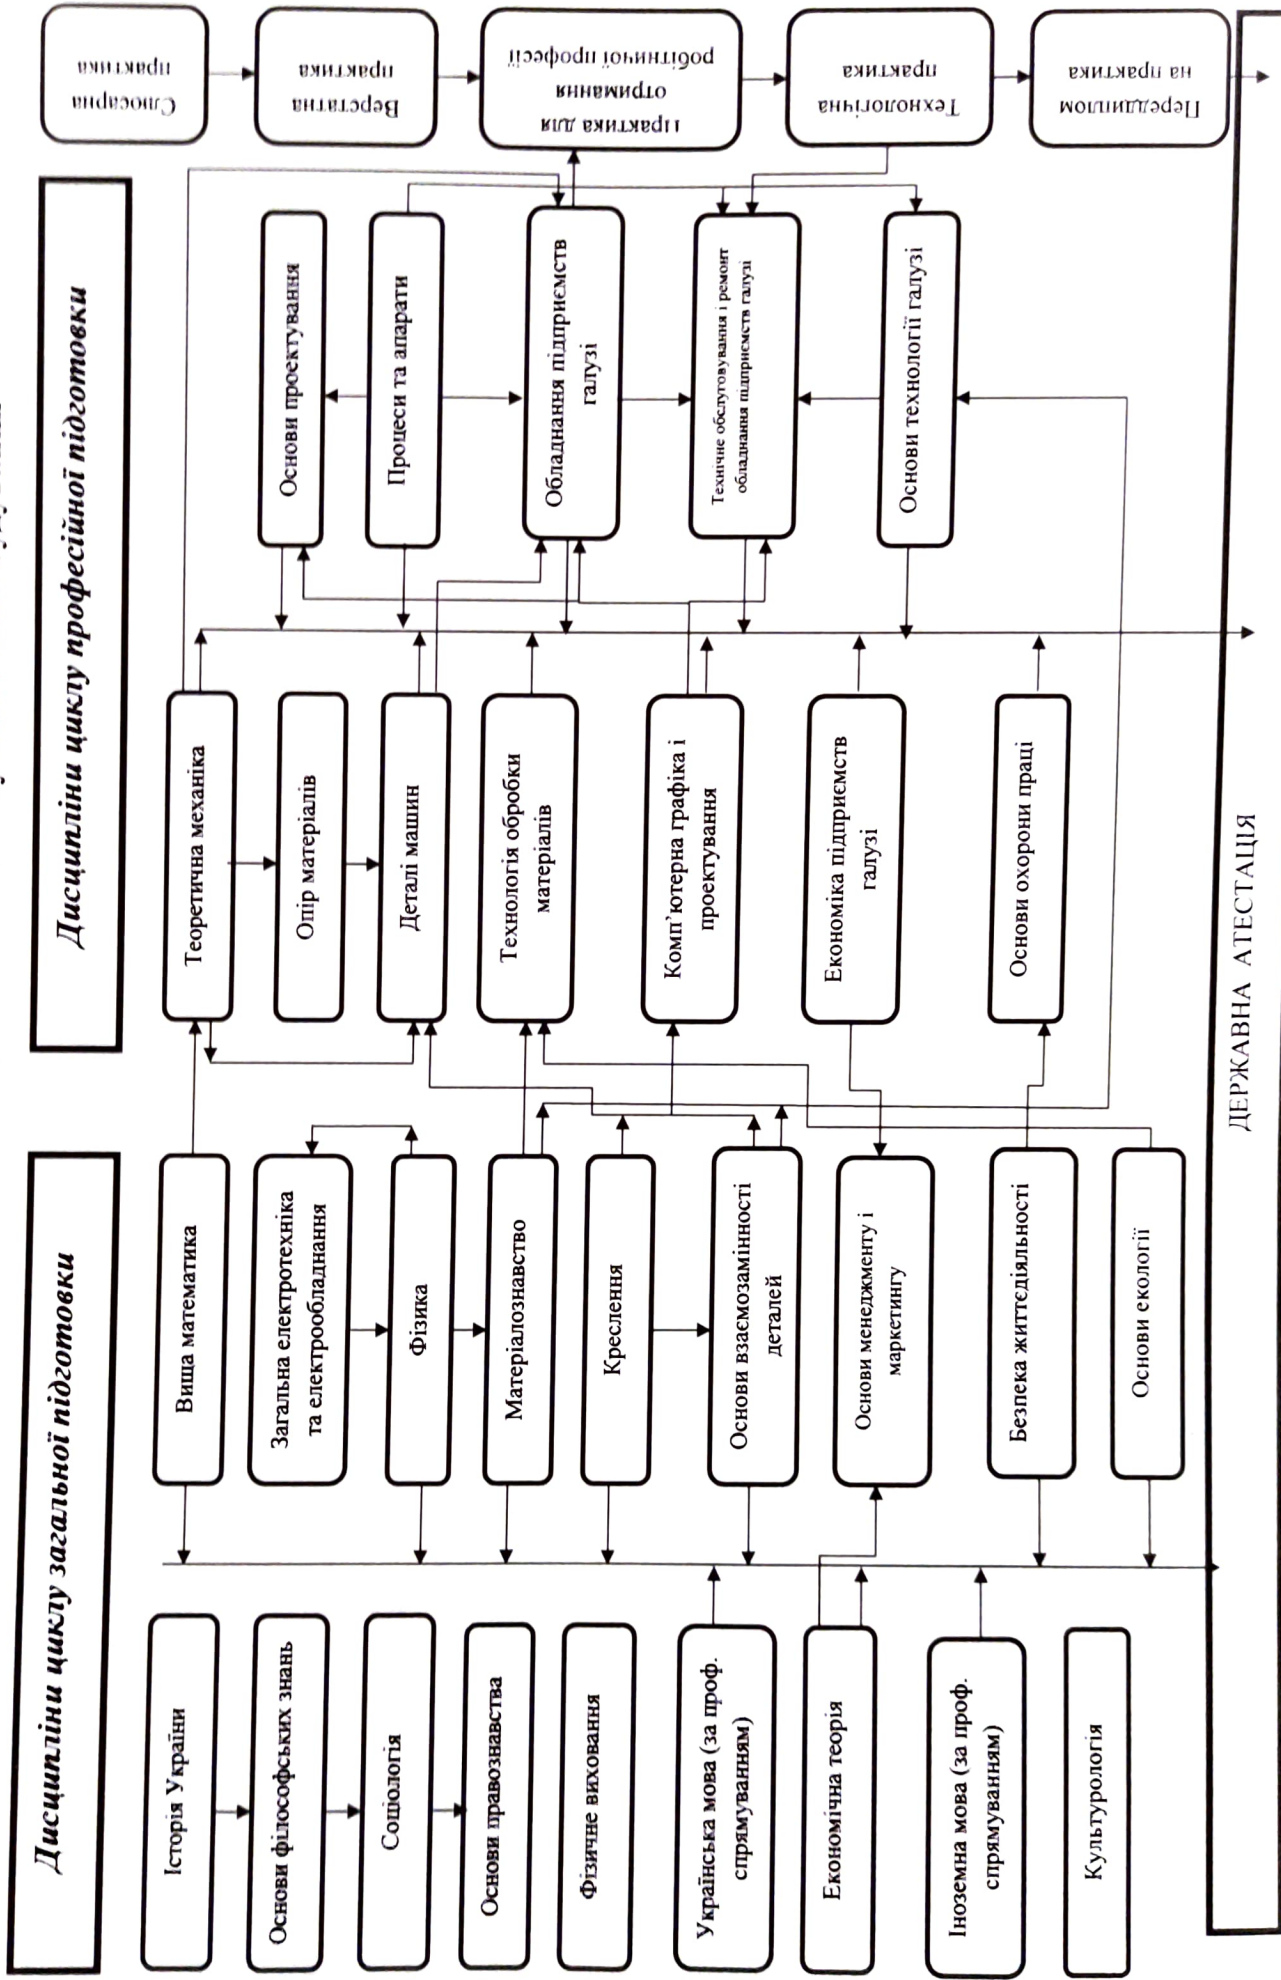 Дисципліни циклу загальної підготовки
Дисципліни циклу професійної підготовки
Історія України
Основи філософських знань
Соціологія
Основи правознавства
Фізичне виховання
Українська мова (за проф.
спрямуванням)
Економічна теорія
Іноземна мова (за проф.
спрямуванням)
Культурологія
Вища математика
Загальна електротехніка
та електрообладнання
Фізика
Матеріалознавство
Креслення
Основи взаємозамінності
деталей
Основи менеджменту і
маркетингу
Безпека життєдіяльності
Основи екології
Теоретична механіка
Опір матеріалів
Деталі машин
Технологія обробки
матеріалів
Комп’ютерна графіка і
проектування
Економіка підприємств
галузі
Основи охорони праці
Основи проектування
Процеси та апарати
Обладнання підприємств
галузі
Технічне обслуговування і ремонт
обладнання підприємств галузі
Основи технології галузі
Слюсарна
практика
Верстатна
практика
Практика для
отримання
робітничої професії
Технологічна
практика
Переддиплом
на практика
ДЕРЖАВНА АТЕСТАЦІЯ